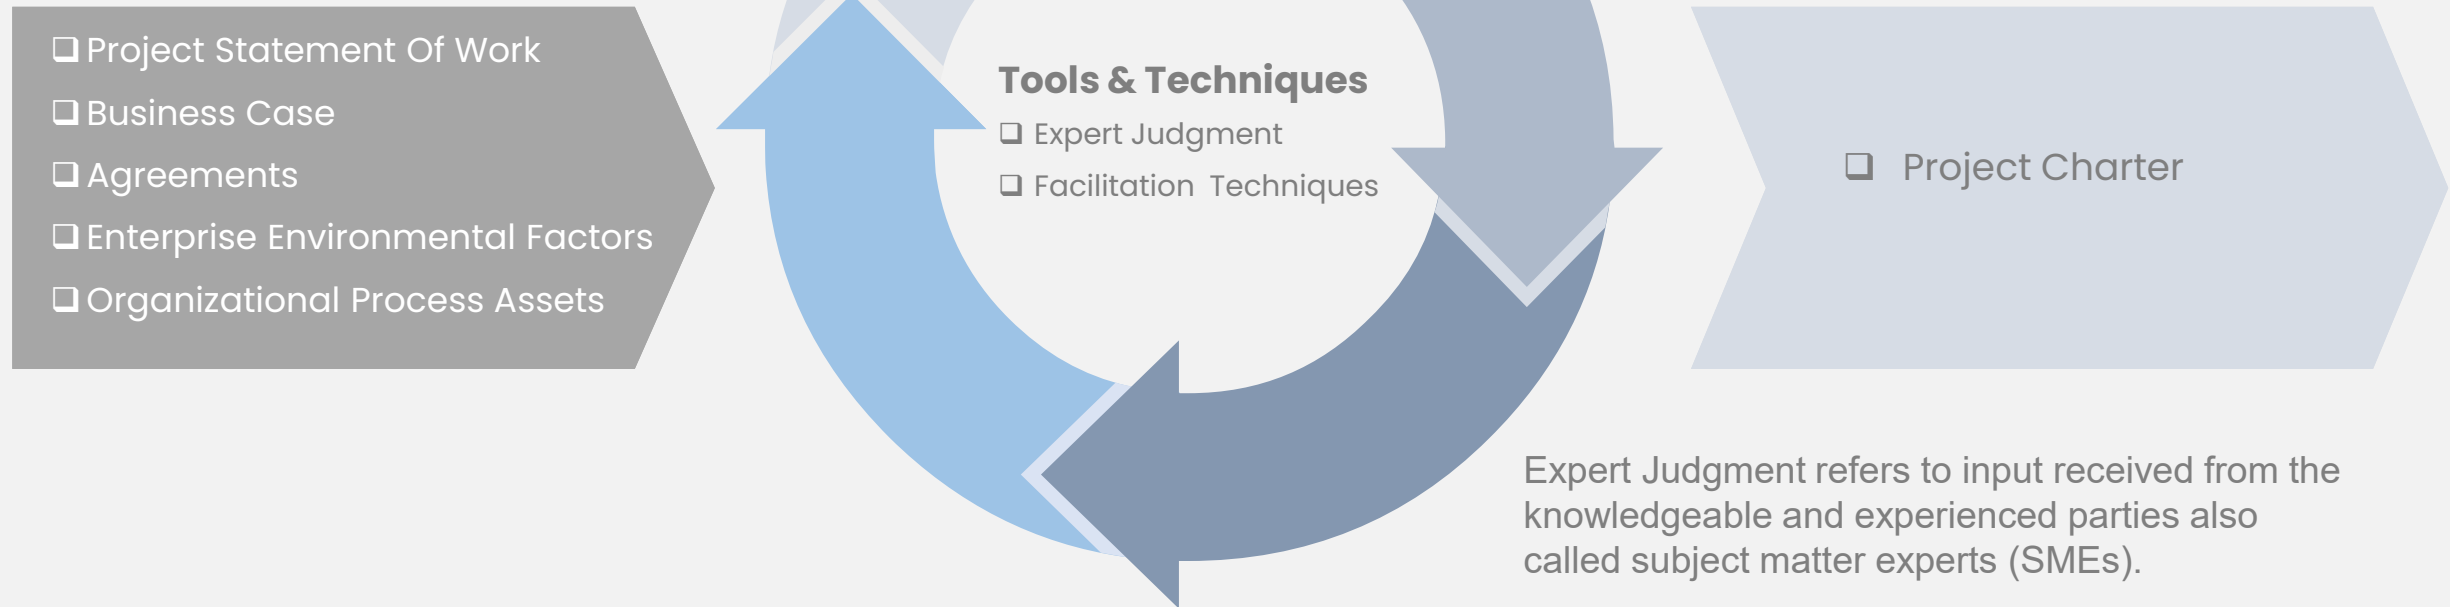 ❑ Project Statement Of Work
❑ Business Case
❑ Agreements
❑ Enterprise Environmental Factors
❑ Organizational Process Assets
Tools & Techniques
❑ Expert Judgment
❑ Facilitation Techniques
❑ Project Charter
Expert Judgment refers to input received from the
knowledgeable and experienced parties also
called subject matter experts (SMEs).